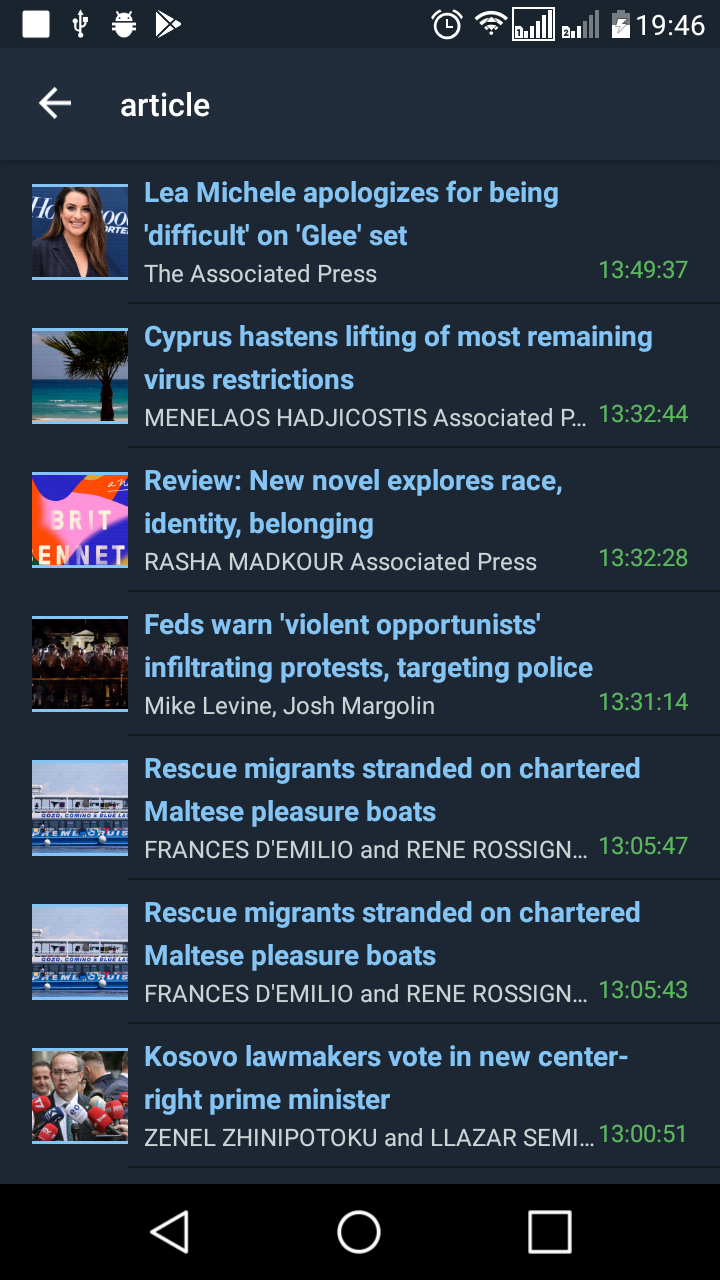 19:46
article
Lea Michele apologizes for being
'difficult' on 'Glee' set
The Associated Press
13:49:37
Cyprus hastens lifting of most remaining
virus restrictions
MENELAOS HADJICOSTIS Associated P...
13:32:44
BRIT
ENNET
Review: New novel explores race,
identity, belonging
RASHA MADKOUR Associated Press
13:32:28
Feds warn 'violent opportunists'
infiltrating protests, targeting police
Mike Levine, Josh Margolin
13:31:14
Rescue migrants stranded on chartered
Maltese pleasure boats
FRANCES D'EMILIO and RENE ROSSIGN...
13:05:47
Rescue migrants stranded on chartered
Maltese pleasure boats
FRANCES D'EMILIO and RENE ROSSIGN...
13:05:43
Kosovo lawmakers vote in new center-
right prime minister
ZENEL ZHINIPOTOKU and LLAZAR SEMI...
13:00:51